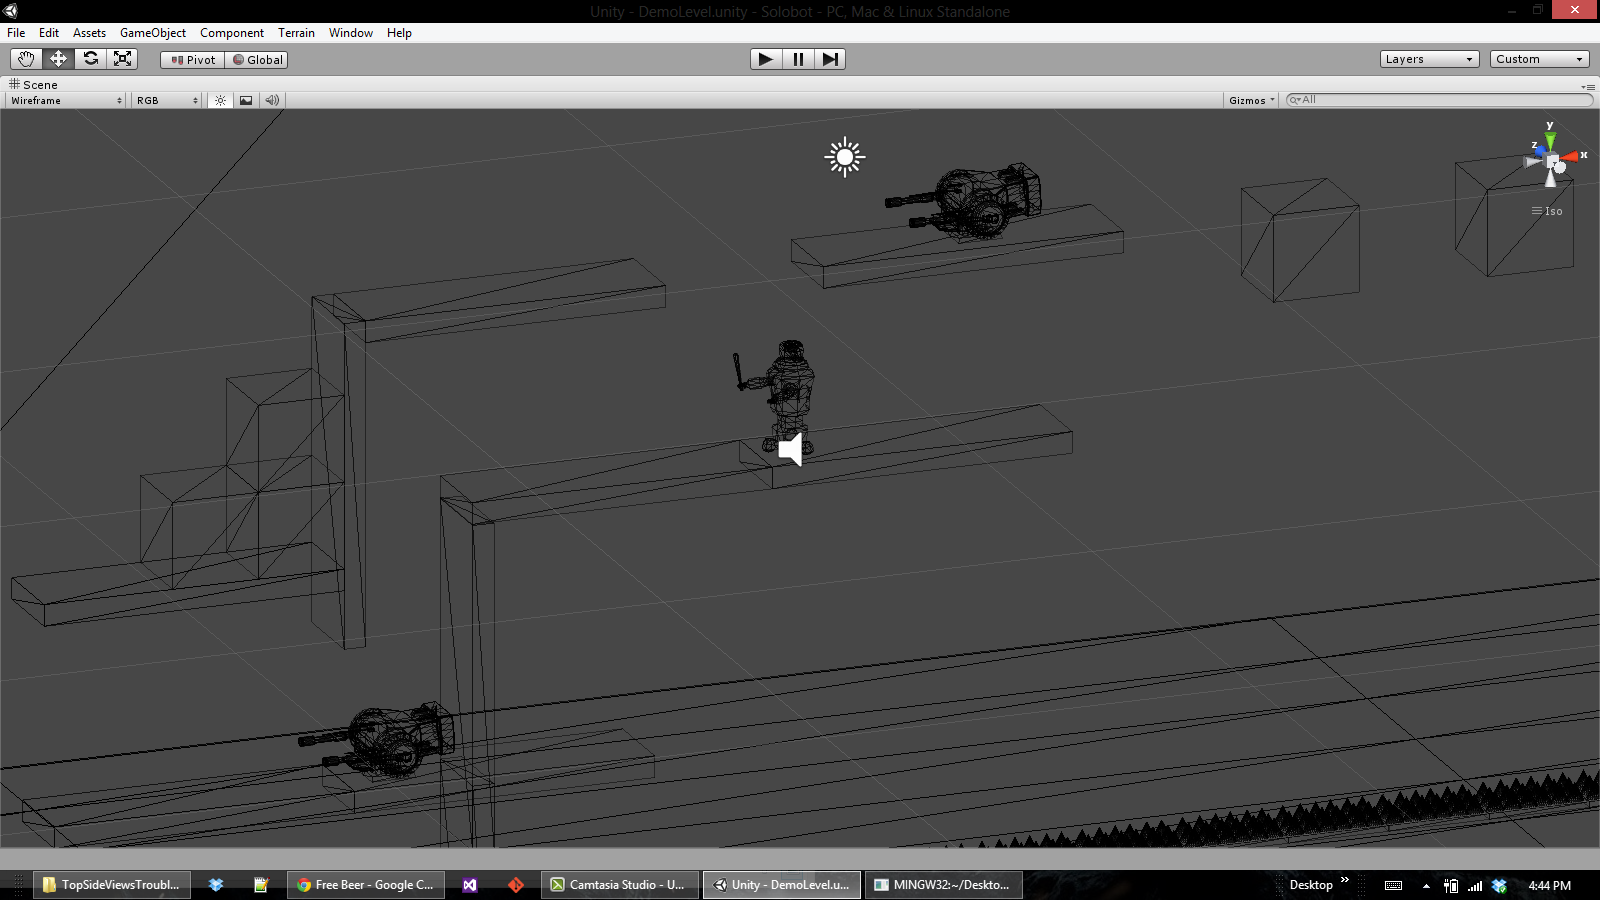 Unity - DemoLevel.unity - Solobot - PC, Mac & Linux Standalone
File Edit Assets GameObject Component Terrain Window Help
Pivot Global Layers Custom
Scene
Wireframe RGB Gizmos All
y
z x
Iso
TopSideViewsTroubl... Free Beer - Google C... Camtasia Studio - U... Unity - DemoLevel.u... MINGW32:~/Deskto... Desktop 4:44 PM